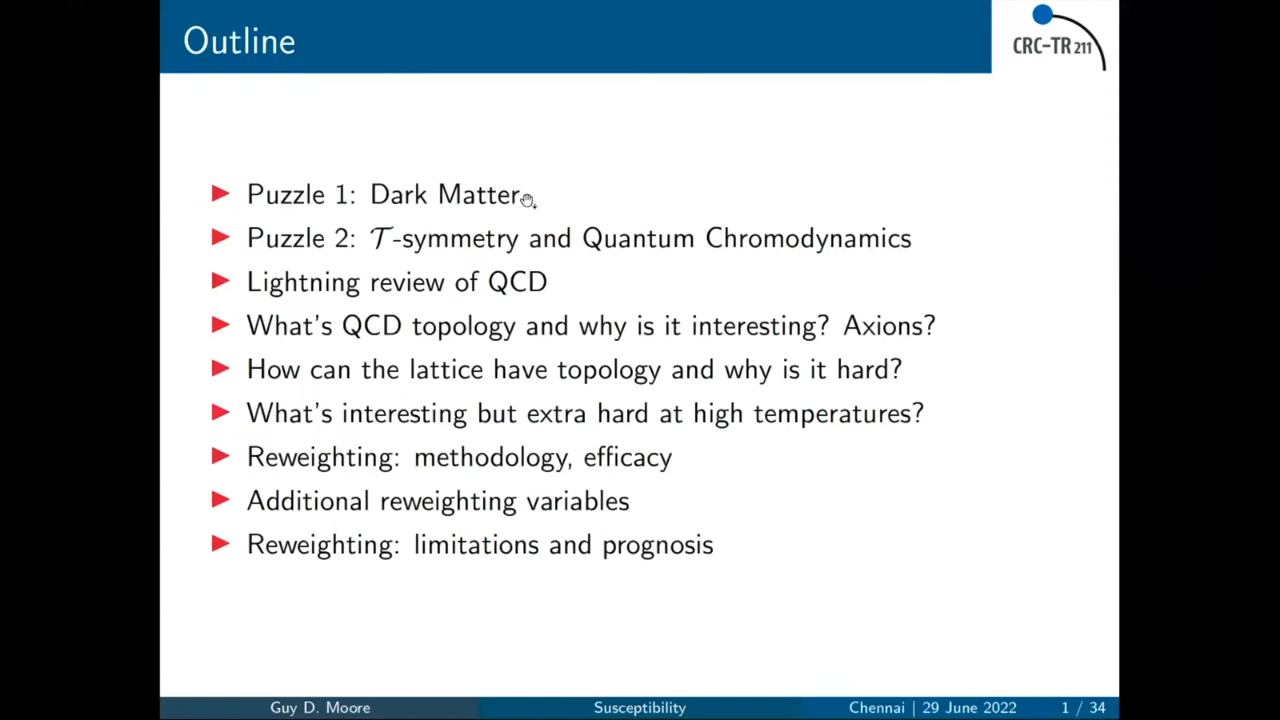 Outline
CRC-TR 211
Puzzle 1: Dark Matter
Puzzle 2: 𝒯-symmetry and Quantum Chromodynamics
Lightning review of QCD
What's QCD topology and why is it interesting? Axions?
How can the lattice have topology and why is it hard?
What's interesting but extra hard at high temperatures?
Reweighting: methodology, efficacy
Additional reweighting variables
Reweighting: limitations and prognosis
Guy D. Moore Susceptibility Chennai | 29 June 2022 1 / 34